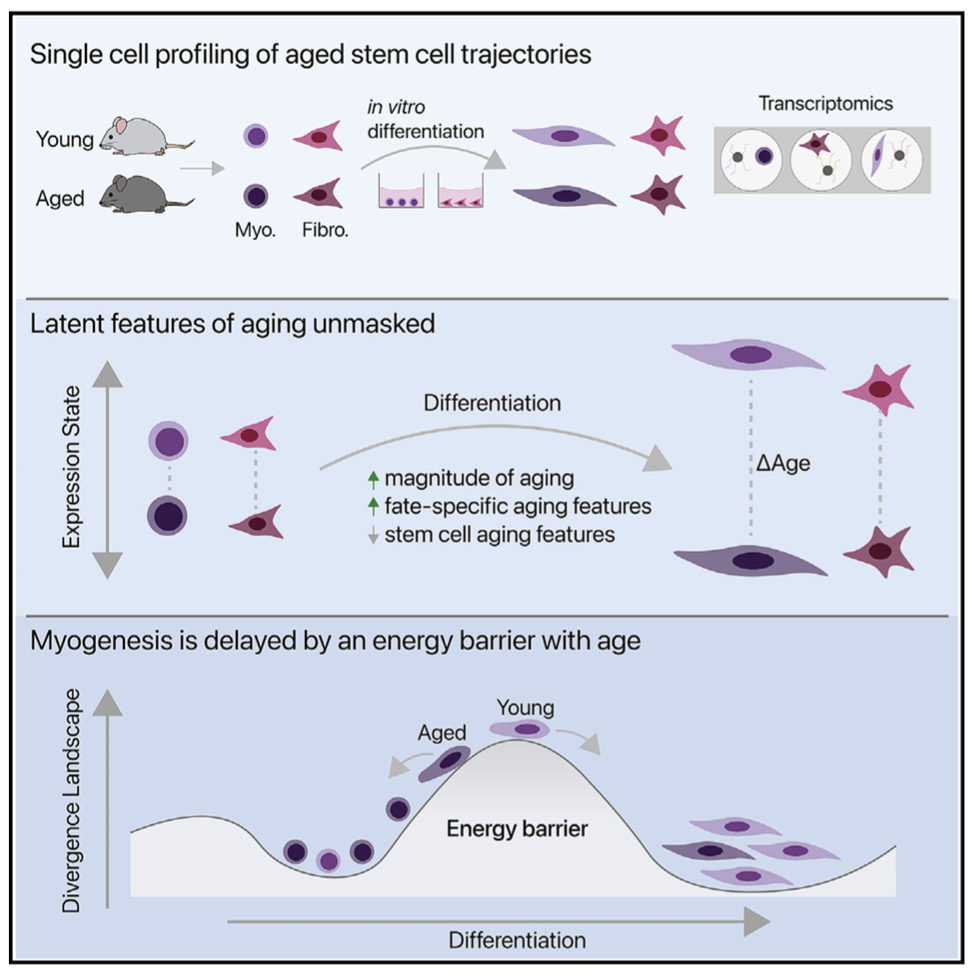 Single cell profiling of aged stem cell trajectories
in vitro
differentiation
Transcriptomics
Young
Aged
Myo.
Fibro.
Latent features of aging unmasked
Expression State
Differentiation
magnitude of aging
fate-specific aging features
stem cell aging features
ΔAge
Myogenesis is delayed by an energy barrier with age
Divergence Landscape
Aged
Young
Energy barrier
Differentiation